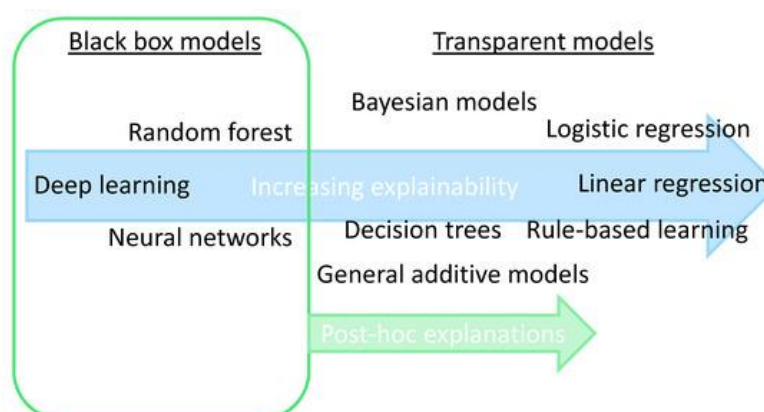 Black box models
Transparent models
Bayesian models
Random forest
Logistic regression
Deep learning
Increasing explainability
Linear regression
Neural networks
Decision trees
Rule-based learning
General additive models
Post-hoc explanations